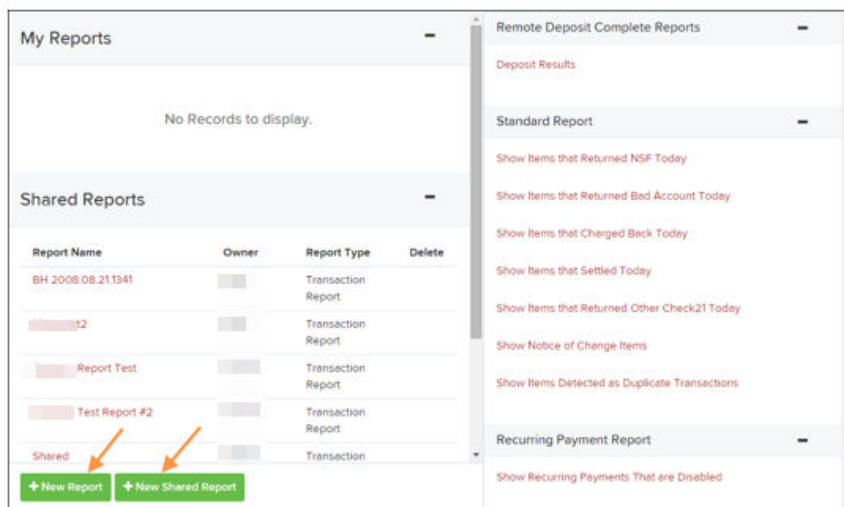 My Reports
No Records to display.
Shared Reports
Report Name Owner Report Type Delete
BH 2008.08.21.1341 Transaction
Report
t2 Transaction
Report
Report Test Transaction
Report
Test Report #2 Transaction
Report
Shared Transaction
+ New Report + New Shared Report
Remote Deposit Complete Reports
Deposit Results
Standard Report
Show Items that Returned NSF Today
Show Items that Returned Bad Account Today
Show Items that Charged Back Today
Show Items that Settled Today
Show Items that Returned Other Check21 Today
Show Notice of Change Items
Show Items Detected as Duplicate Transactions
Recurring Payment Report
Show Recurring Payments That are Disabled